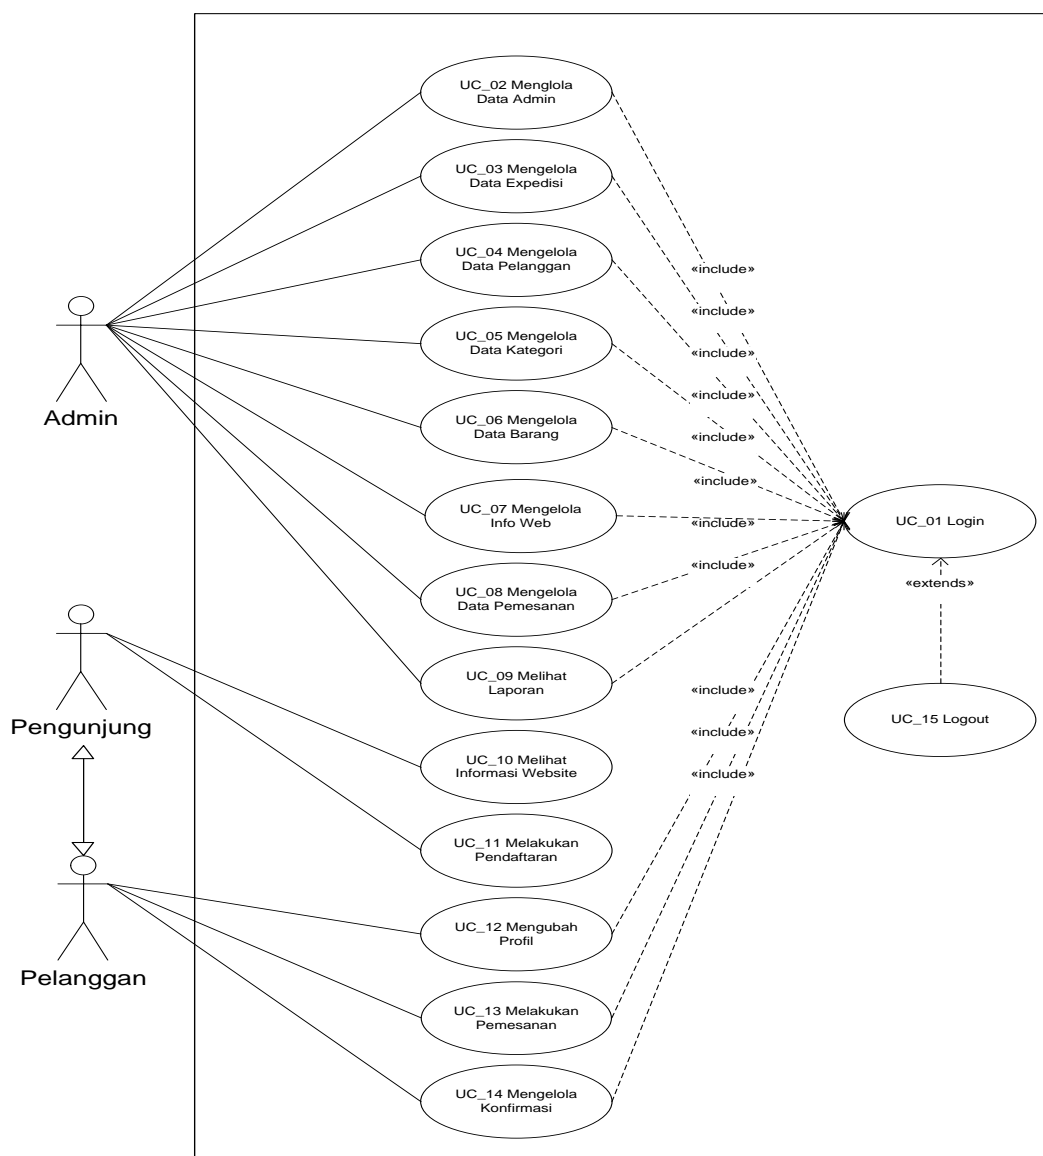 UC_02 Menglola
Data Admin
UC_03 Mengelola
Data Expedisi
UC_04 Mengelola
Data Pelanggan
«include»
«include»
UC_05 Mengelola
Data Kategori
«include»
«include»
Admin
UC_06 Mengelola
Data Barang
«include»
«include»
UC_07 Mengelola
Info Web
«include»
UC_01 Login
«include»
«extends»
UC_08 Mengelola
Data Pemesanan
UC_09 Melihat
Laporan
«include»
UC_15 Logout
Pengunjung
«include»
UC_10 Melihat
Informasi Website
«include»
UC_11 Melakukan
Pendaftaran
UC_12 Mengubah
Profil
Pelanggan
UC_13 Melakukan
Pemesanan
UC_14 Mengelola
Konfirmasi